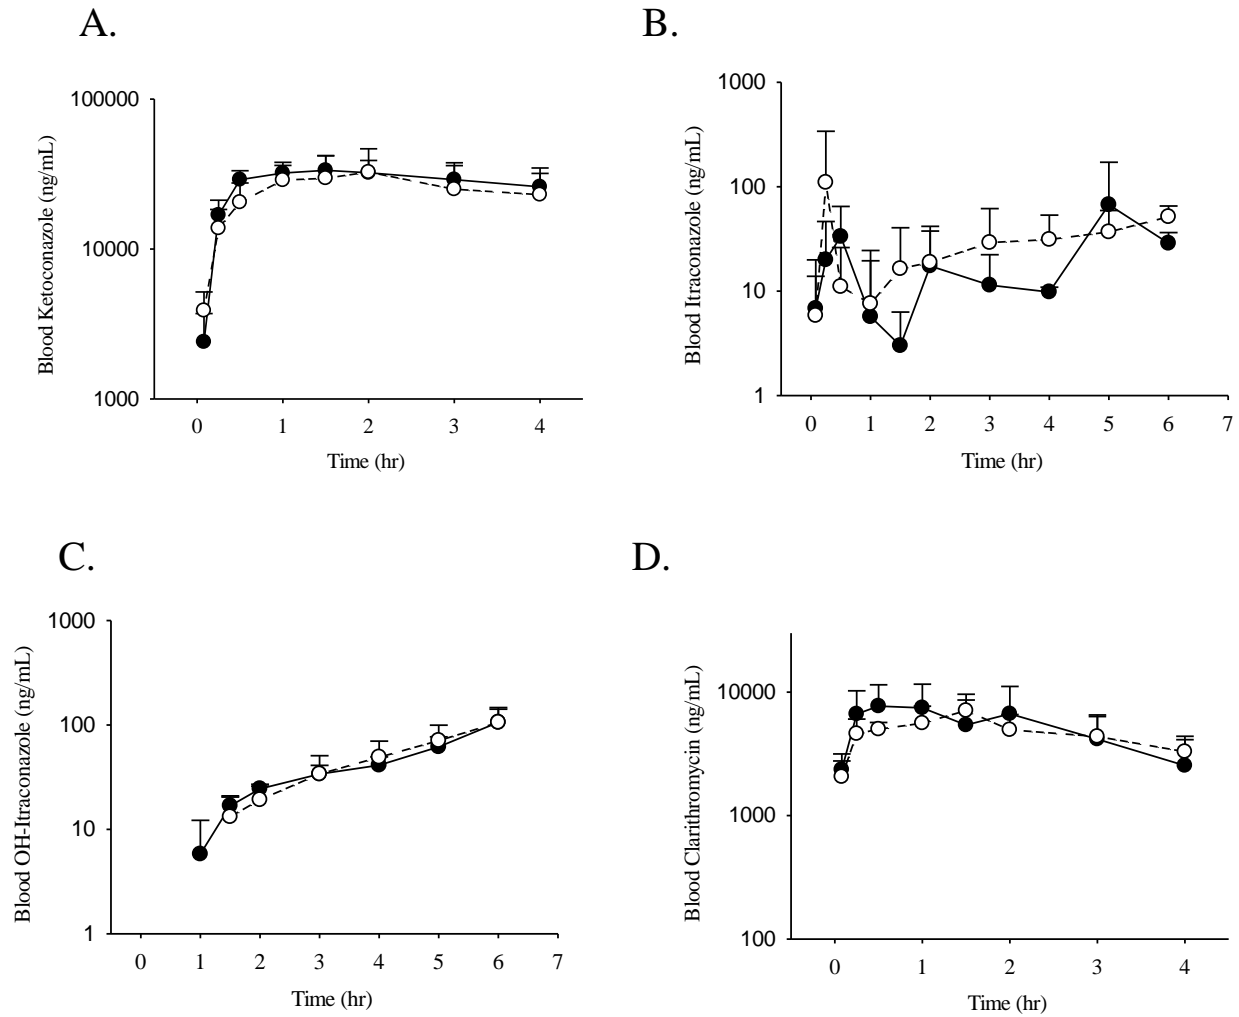 A.
100000
10000
1000
Blood Ketoconazole (ng/mL)
0 1 2 3 4
Time (hr)
B.
1000
100
10
1
Blood Itraconazole (ng/mL)
0 1 2 3 4 5 6 7
Time (hr)
C.
1000
100
10
1
Blood OH-Itraconazole (ng/mL)
0 1 2 3 4 5 6 7
Time (hr)
D.
10000
1000
100
Blood Clarithromycin (ng/mL)
0 1 2 3 4
Time (hr)